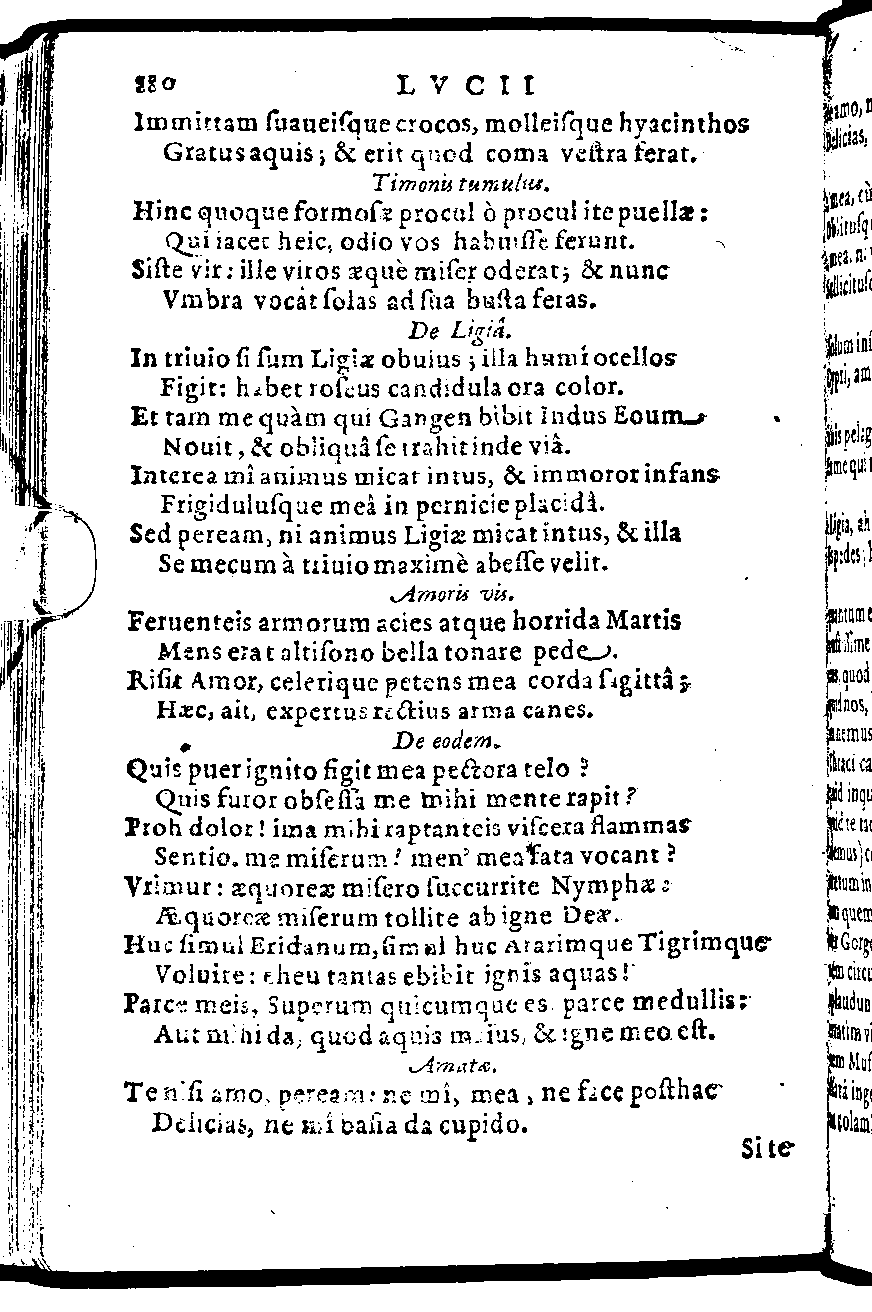 280 LVCII
Immittam ſuaueiſque crocos, molleiſque hyacinthos
Gratus aquis; & erit quod coma veſtra ferat.
Timonis tumulus.
Hinc quoque formoſæ procul ò procul ite puellæ:
Qui iacet heic, odio vos habuiſſe ferunt.
Siſte vir: ille viros æquè miſer oderat; & nunc
Vmbra vocat ſolas ad ſua buſta feras.
De Ligiâ.
In triuio ſi ſum Ligiæ obuius; illa humi ocellos
Figit: habet roſeus candidula ora color.
Et tam me quàm qui Gangen bibit Indus Eoum
Nouit, & obliquâ ſe trahit inde viâ.
Interea mî animus micat intus, & immoror infans
Frigiduluſque meâ in pernicie placidâ.
Sed peream, ni animus Ligiæ micat intus, & illa
Se mecum à triuio maximè abeſſe velit.
Amoris vis.
Feruenteis armorum acies atque horrida Martis
Mens erat altiſono bella tonare pede.
Riſit Amor, celerique petens mea corda ſagittâ;
Hæc, ait, expertus rectius arma canes.
De eodem.
Quis puer ignito figit mea pectora telo?
Quis furor obſeſſa me mihi mente rapit?
Proh dolor! ima mihi raptanteis viſcera flammas
Sentio. me miſerum! men' mea fata vocant?
Vrimur: æquoreæ miſero ſuccurrite Nymphæ:
Æquoreæ miſerum tollite ab igne Deæ.
Huc ſimul Eridanum, ſimul huc Ararimque Tigrimque
Voluite: eheu tantas ebibit ignis aquas!
Parce meis, Superum quicumque es, parce medullis:
Aut mihi da, quod aquis maius, & igne meo eſt.
Amatæ.
Te niſi amo, peream: ne mî, mea, ne face poſthac
Delicias, ne mî baſia da cupido.
Si te